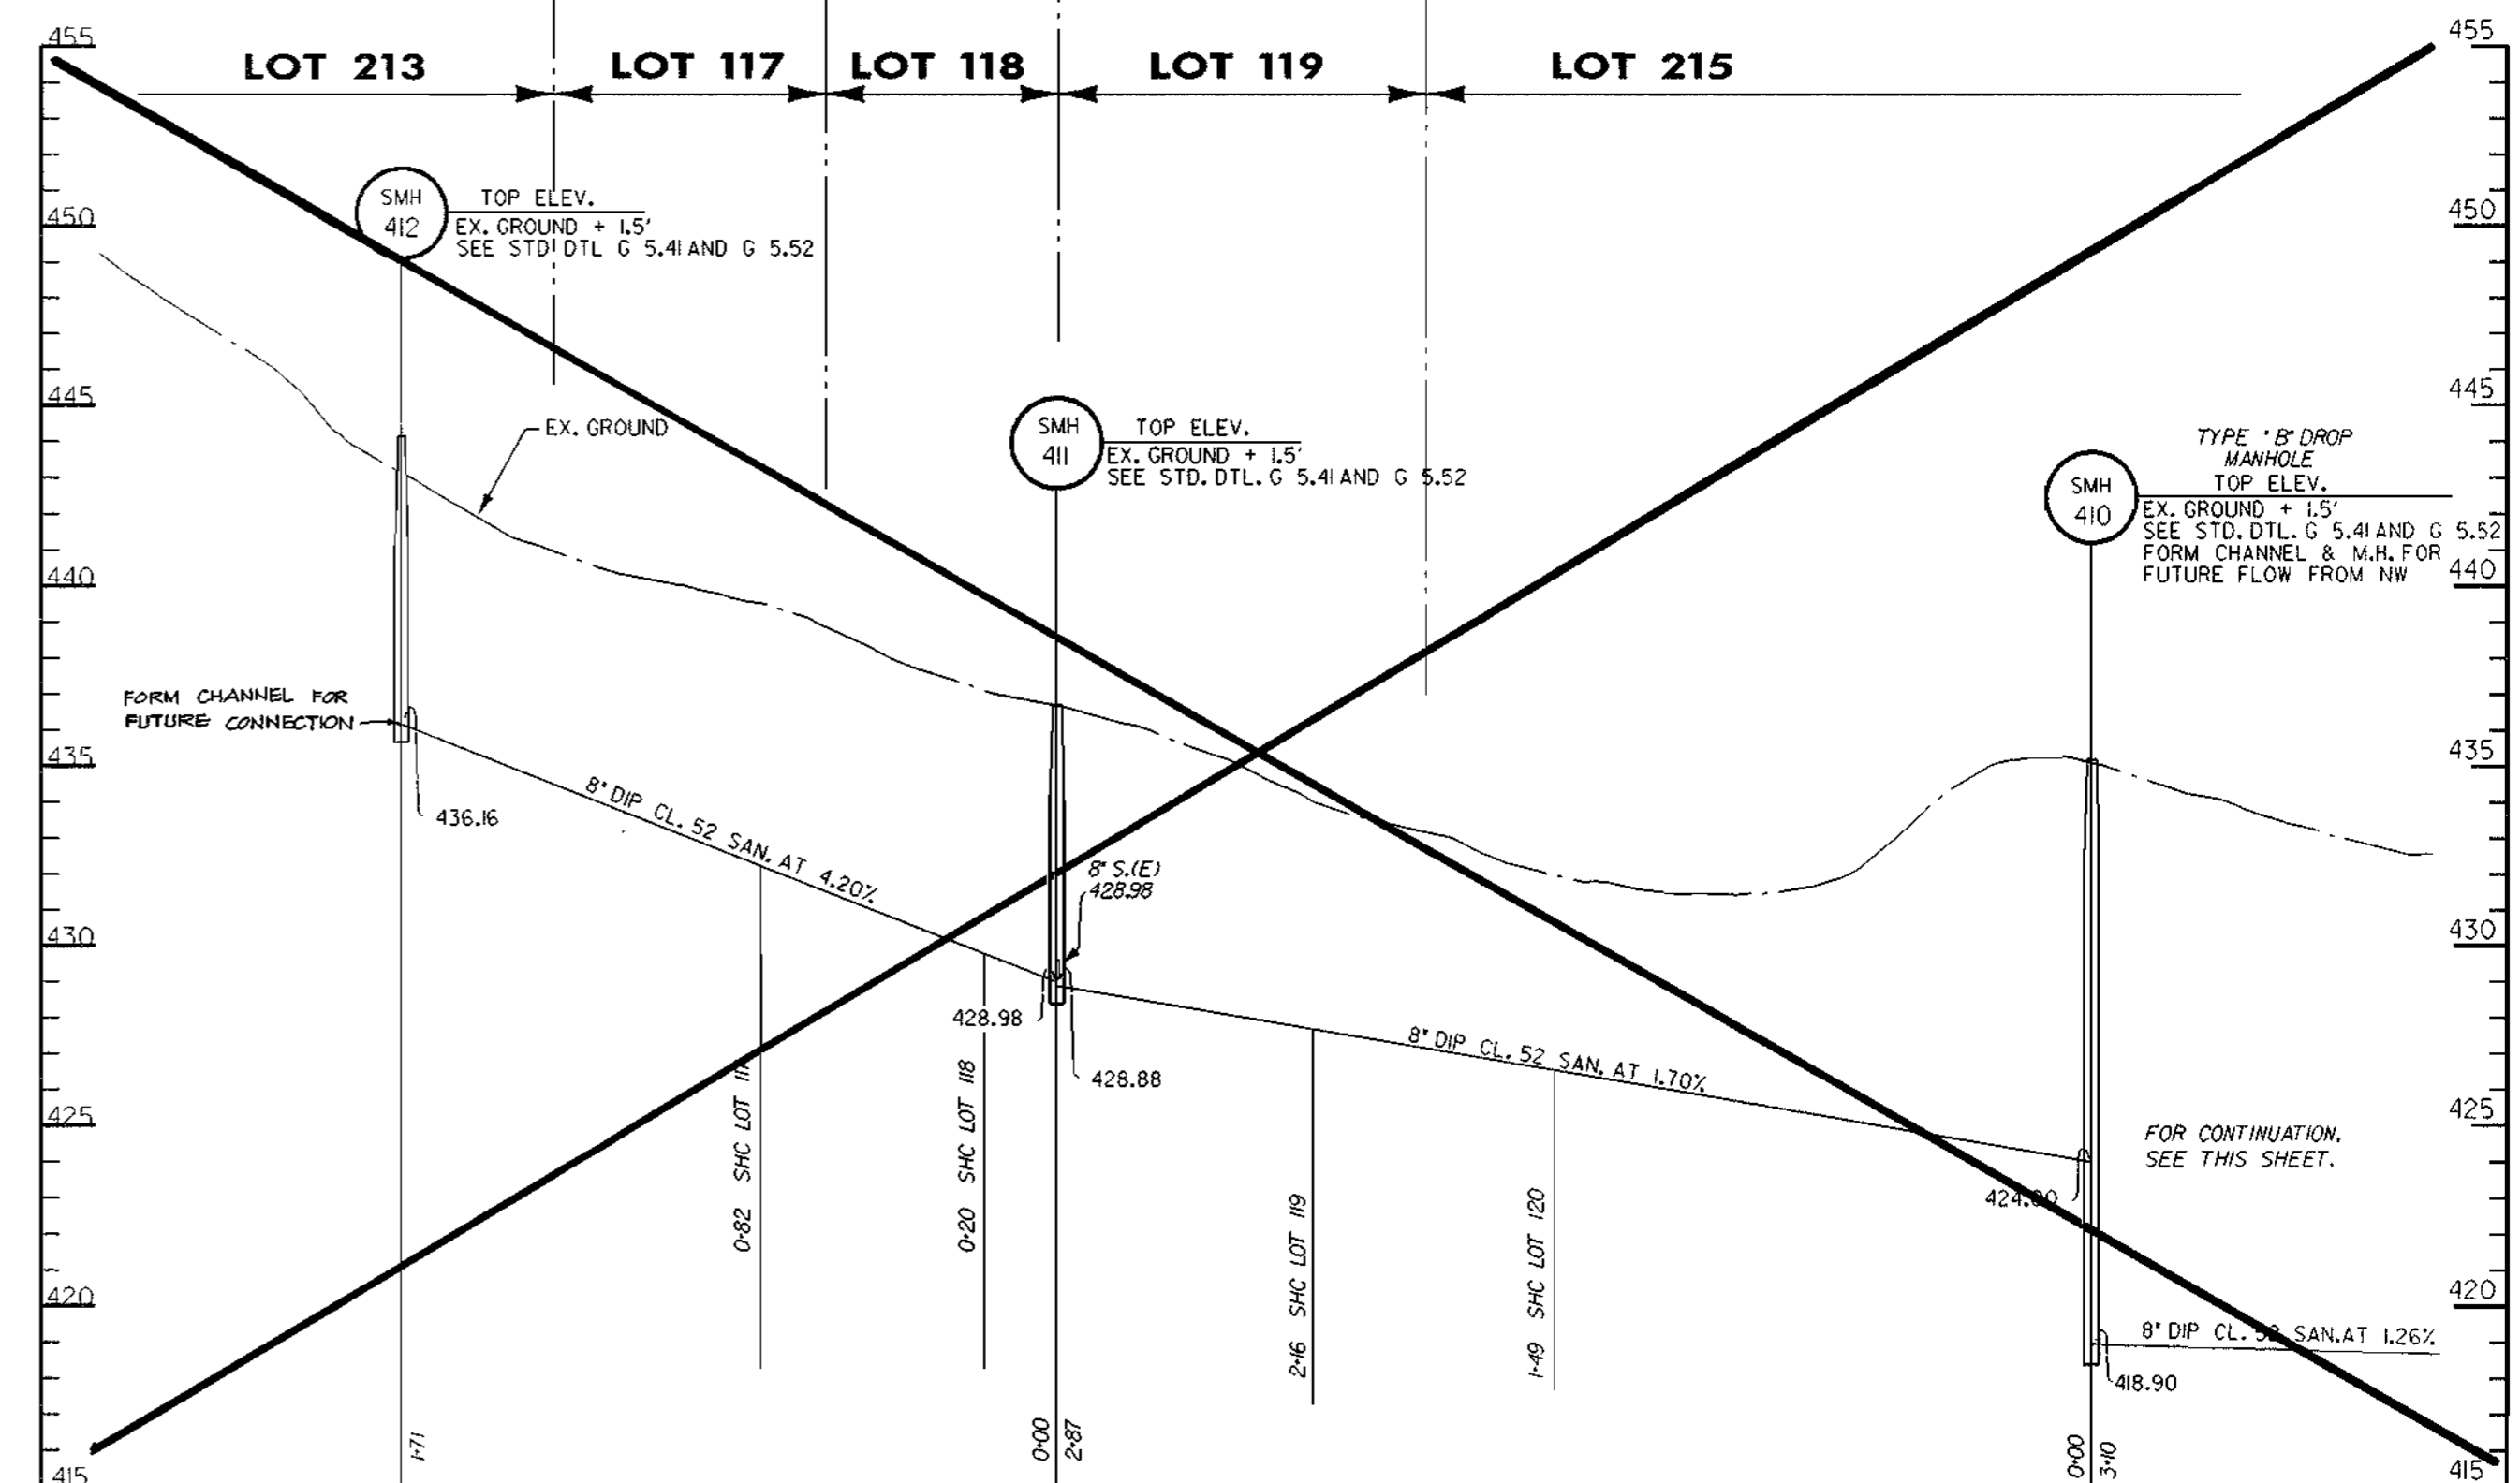 455
455
LOT 213
LOT 117
LOT 118
LOT 119
LOT 215
SMH
412
TOP ELEV.
EX. GROUND + 1.5'
SEE STD. DTL G 5.41 AND G 5.52
450
450
445
445
EX. GROUND
SMH
411
TOP ELEV.
EX. GROUND + 1.5'
SEE STD. DTL. G 5.41 AND G 5.52
TYPE "B" DROP
MANHOLE
SMH
410
TOP ELEV.
EX. GROUND + 1.5'
SEE STD. DTL. G 5.41 AND G 5.52
FORM CHANNEL & M.H. FOR
FUTURE FLOW FROM NW
440
440
FORM CHANNEL FOR
FUTURE CONNECTION
435
435
436.16
8" DIP CL. 52 SAN. AT 4.20%
8" S.(E)
428.98
430
430
428.98
428.88
8" DIP CL. 52 SAN. AT 1.70%
425
425
FOR CONTINUATION.
SEE THIS SHEET.
0+82 SHC LOT
0+20 SHC LOT 118
2+16 SHC LOT 119
1+49 SHC LOT 120
420
420
8" DIP CL. SAN. AT 1.26%
418.90
1+71
0+00
2+87
0+00
3+10
415
415